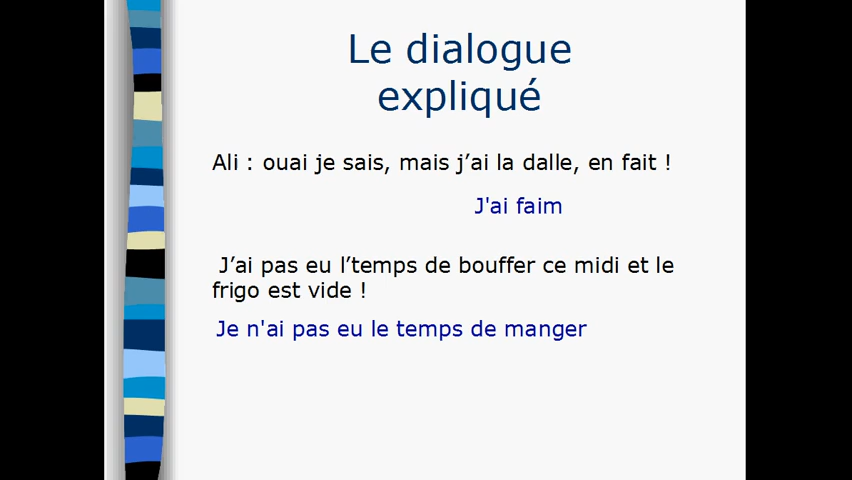 Le dialogue
expliqué
Ali : ouai je sais, mais j’ai la dalle, en fait !
J'ai faim
J’ai pas eu l’temps de bouffer ce midi et le
frigo est vide !
Je n'ai pas eu le temps de manger